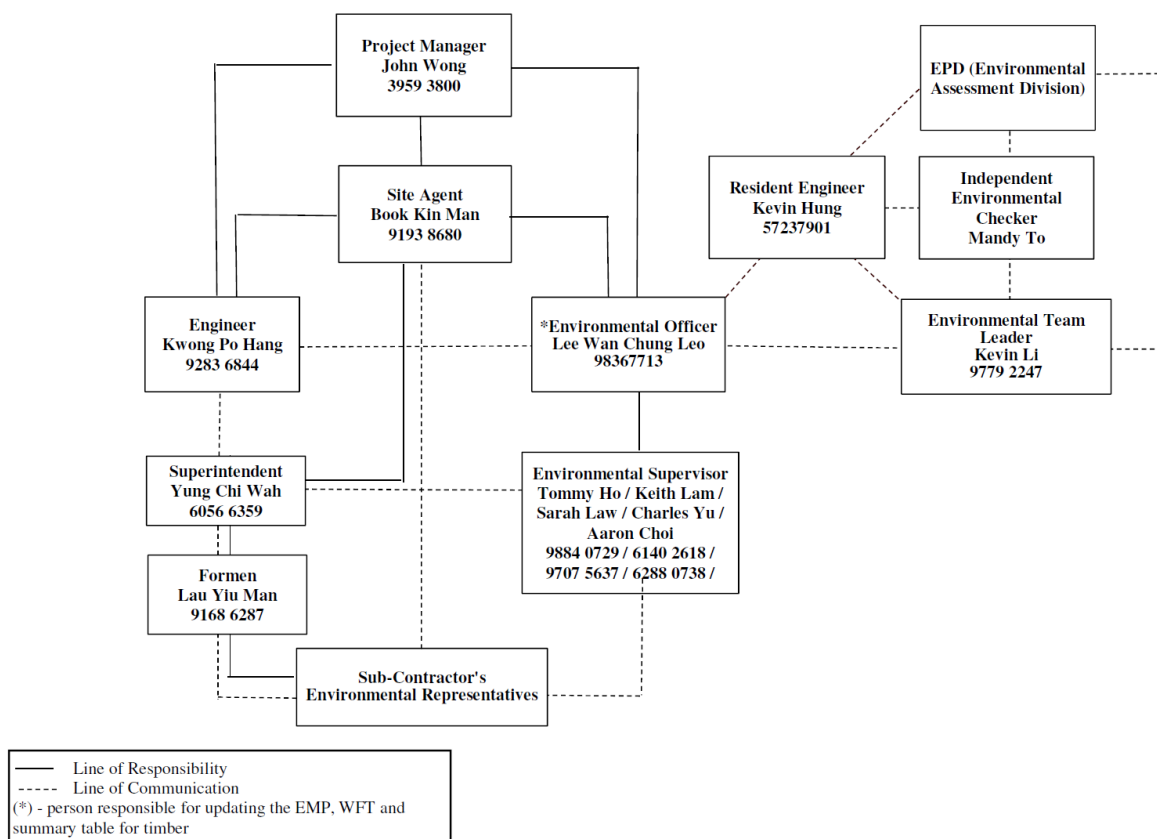 Project Manager
John Wong
3959 3800
EPD (Environmental
Assessment Division)
Site Agent
Book Kin Man
9193 8680
Resident Engineer
Kevin Hung
57237901
Independent
Environmental
Checker
Mandy To
Engineer
Kwong Po Hang
9283 6844
*Environmental Officer
Lee Wan Chung Leo
98367713
Environmental Team
Leader
Kevin Li
9779 2247
Superintendent
Yung Chi Wah
6056 6359
Environmental Supervisor
Tommy Ho / Keith Lam /
Sarah Law / Charles Yu /
Aaron Choi
9884 0729 / 6140 2618 /
9707 5637 / 6288 0738 /
Formen
Lau Yiu Man
9168 6287
Sub-Contractor's
Environmental Representatives
Line of Responsibility
Line of Communication
(*) - person responsible for updating the EMP, WFT and
summary table for timber